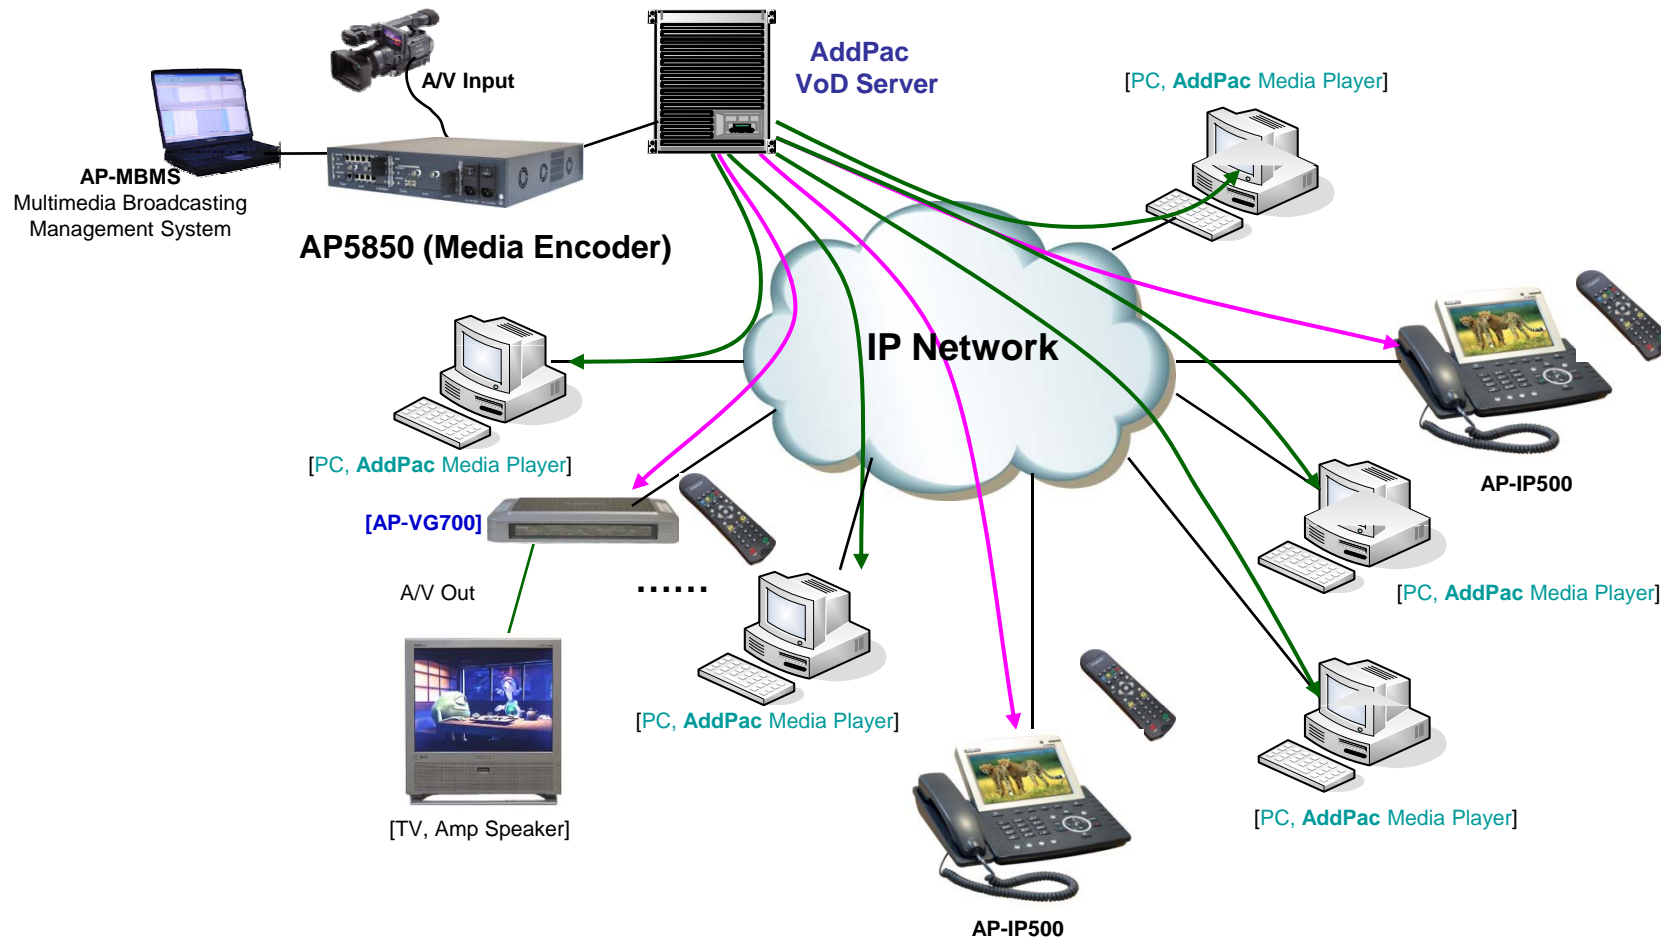 AddPac
VoD Server
A/V Input
[PC, AddPac Media Player]
AP-MBMS
Multimedia Broadcasting
Management System
AP5850 (Media Encoder)
IP Network
[PC, AddPac Media Player]
AP-IP500
[AP-VG700]
A/V Out
......
[PC, AddPac Media Player]
[PC, AddPac Media Player]
[PC, AddPac Media Player]
[TV, Amp Speaker]
AP-IP500